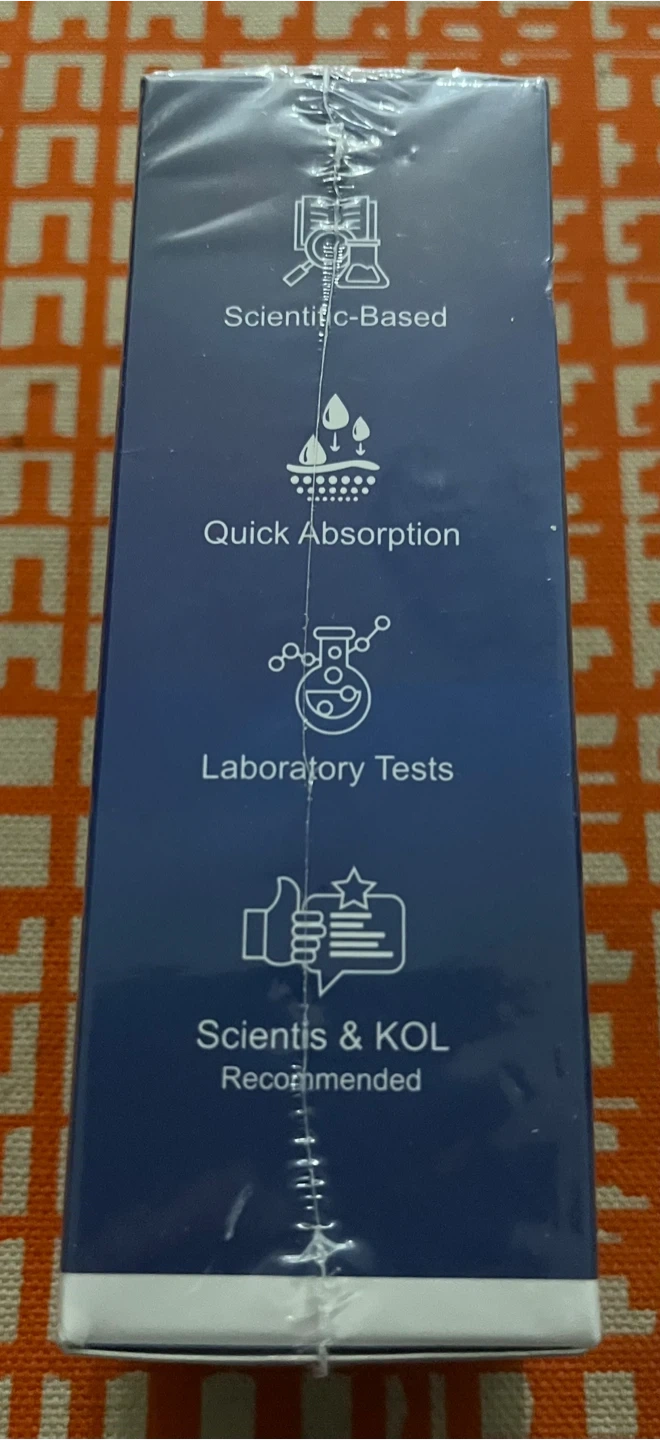 Scientific-Based
Quick Absorption
Laboratory Tests
Scientis & KOL
Recommended